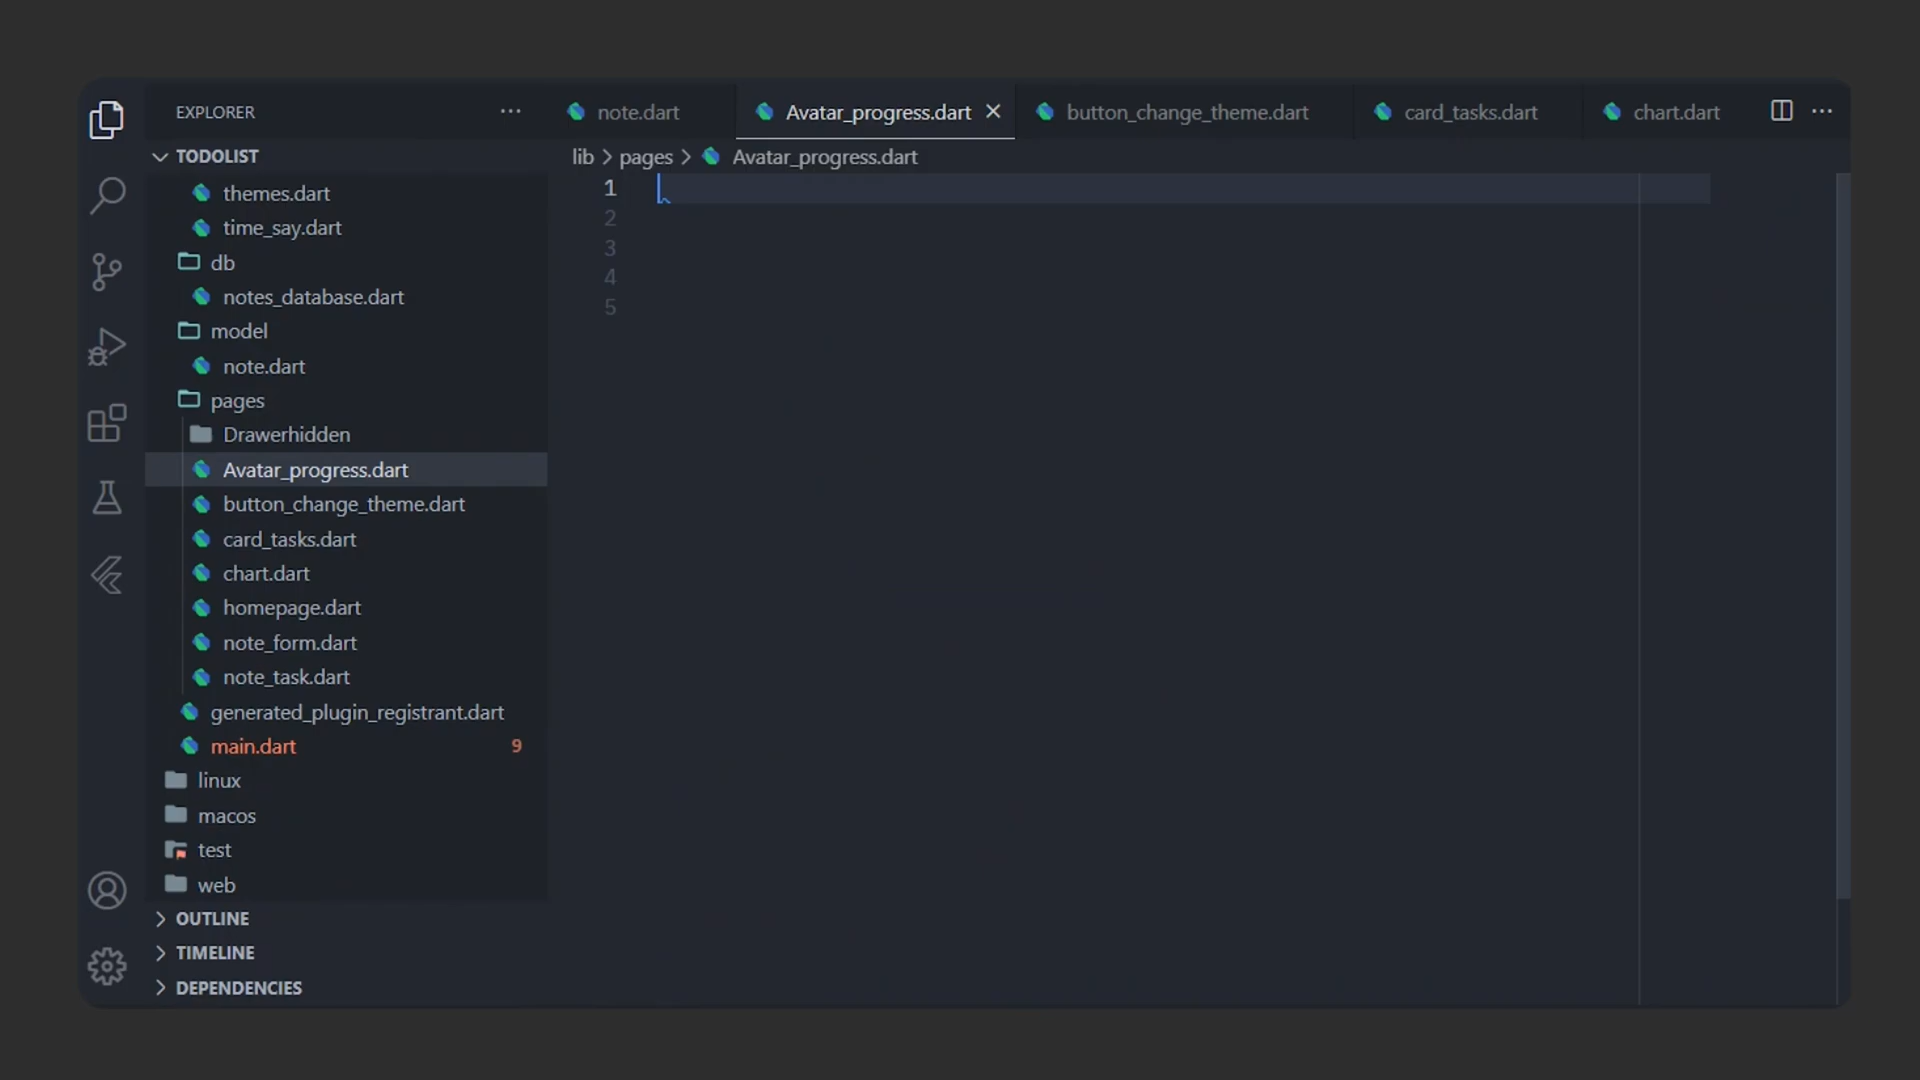 EXPLORER
TODOLIST
themes.dart
time_say.dart
db
notes_database.dart
model
note.dart
pages
Drawerhidden
Avatar_progress.dart
button_change_theme.dart
card_tasks.dart
chart.dart
homepage.dart
note_form.dart
note_task.dart
generated_plugin_registrant.dart
main.dart 9
linux
macos
test
web
OUTLINE
TIMELINE
DEPENDENCIES
note.dart Avatar_progress.dart button_change_theme.dart card_tasks.dart chart.dart
lib > pages > Avatar_progress.dart
1
2
3
4
5